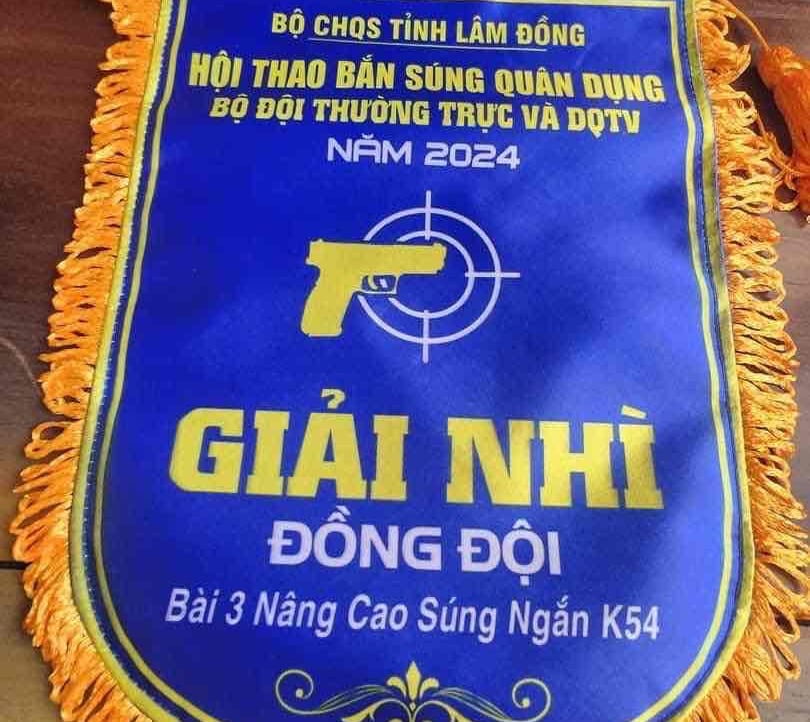 BỘ CHQS TỈNH LÂM ĐỒNG
HỘI THAO BẮN SÚNG QUÂN DỤNG
BỘ ĐỘI THƯỜNG TRỰC VÀ DQTV
NĂM 2024
GIẢI NHÌ
ĐỒNG ĐỘI
Bài 3 Nâng Cao Súng Ngắn K54